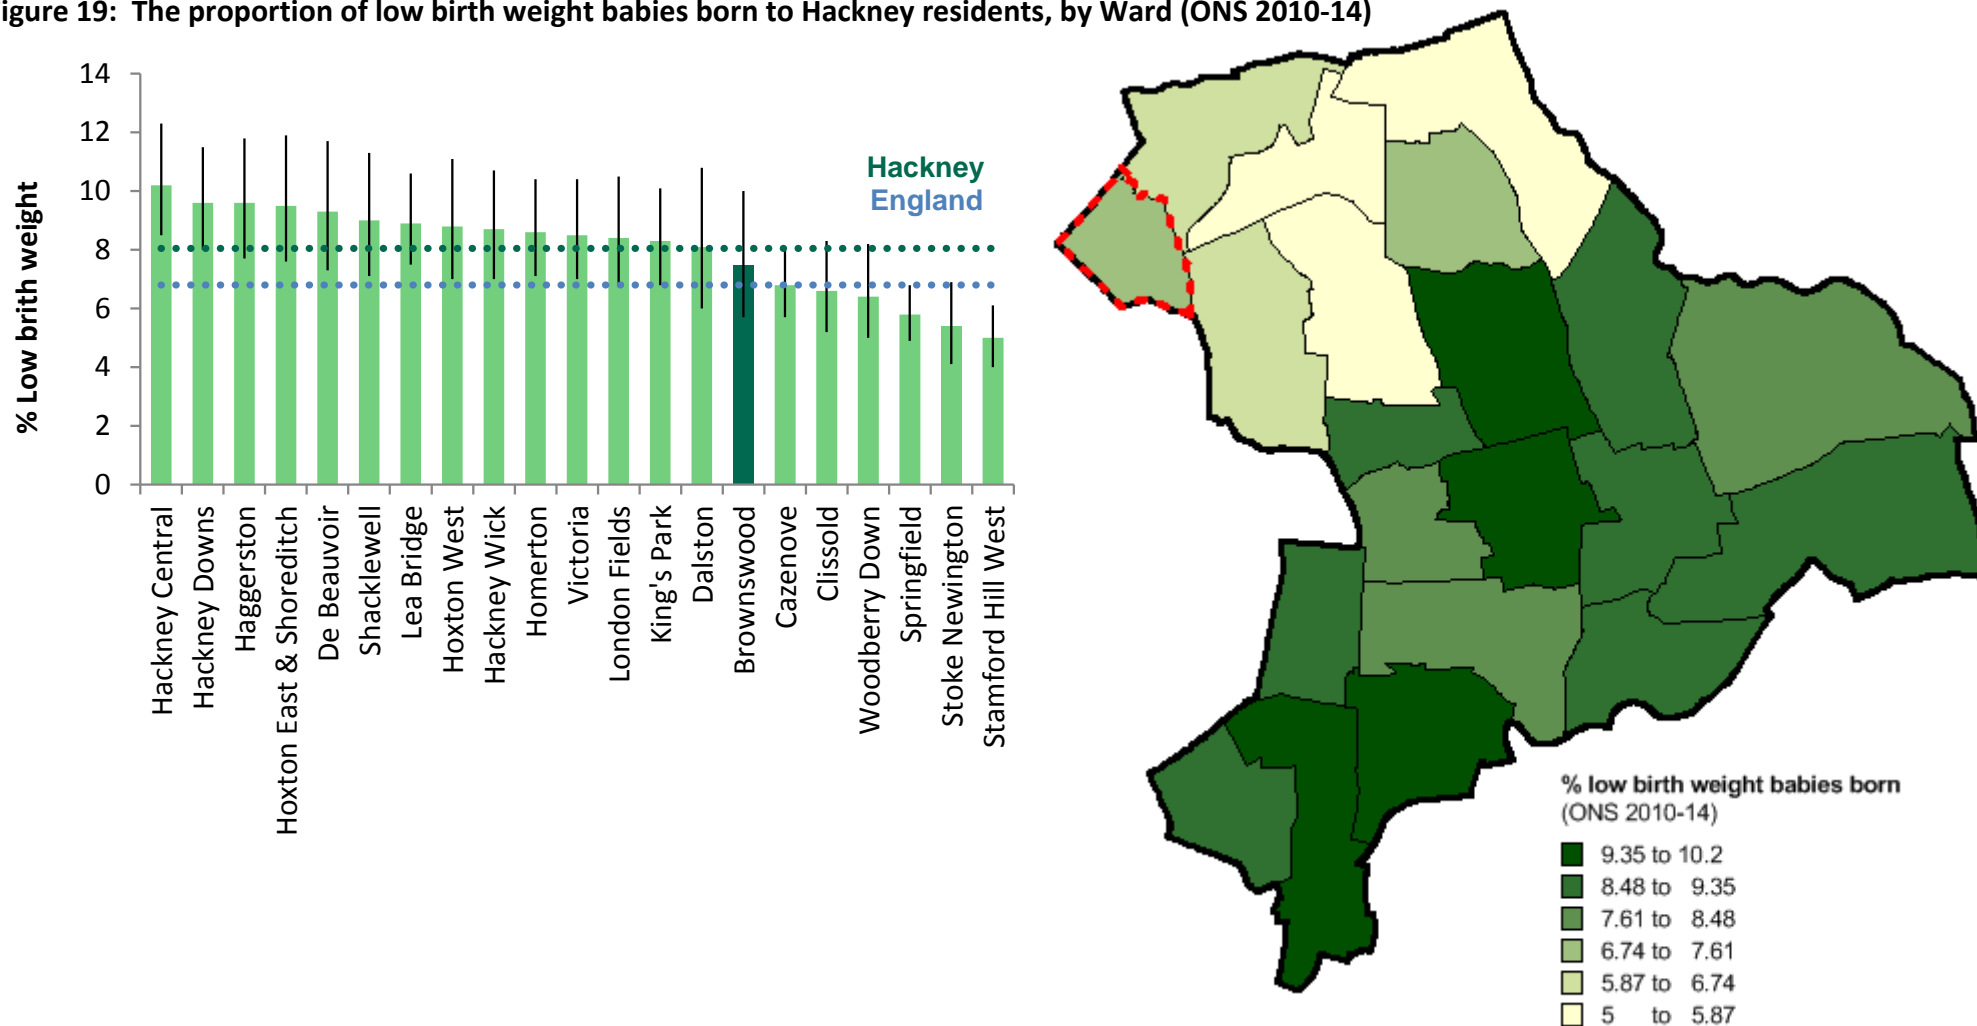 igure 19: The proportion of low birth weight babies born to Hackney residents, by Ward (ONS 2010-14)
% Low brith weight
14
12
10
8
6
4
2
0
Hackney
England
Hackney Central
Hackney Downs
Haggerston
Hoxton East & Shoreditch
De Beauvoir
Shacklewell
Lea Bridge
Hoxton West
Hackney Wick
Homerton
Victoria
London Fields
King's Park
Dalston
Brownswood
Cazenove
Clissold
Woodberry Down
Springfield
Stoke Newington
Stamford Hill West
% low birth weight babies born
(ONS 2010-14)
9.35 to 10.2
8.48 to 9.35
7.61 to 8.48
6.74 to 7.61
5.87 to 6.74
5 to 5.87